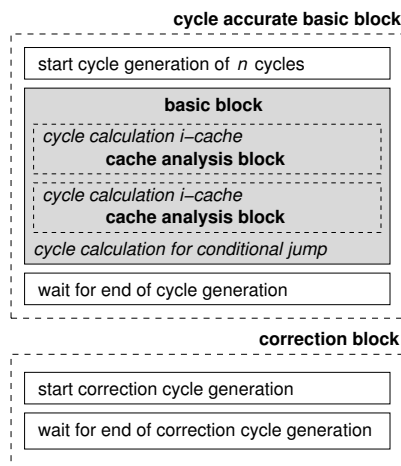 cycle accurate basic block
start cycle generation of n cycles
basic block
cycle calculation i−cache
cache analysis block
cycle calculation i−cache
cache analysis block
cycle calculation for conditional jump
wait for end of cycle generation
correction block
start correction cycle generation
wait for end of correction cycle generation